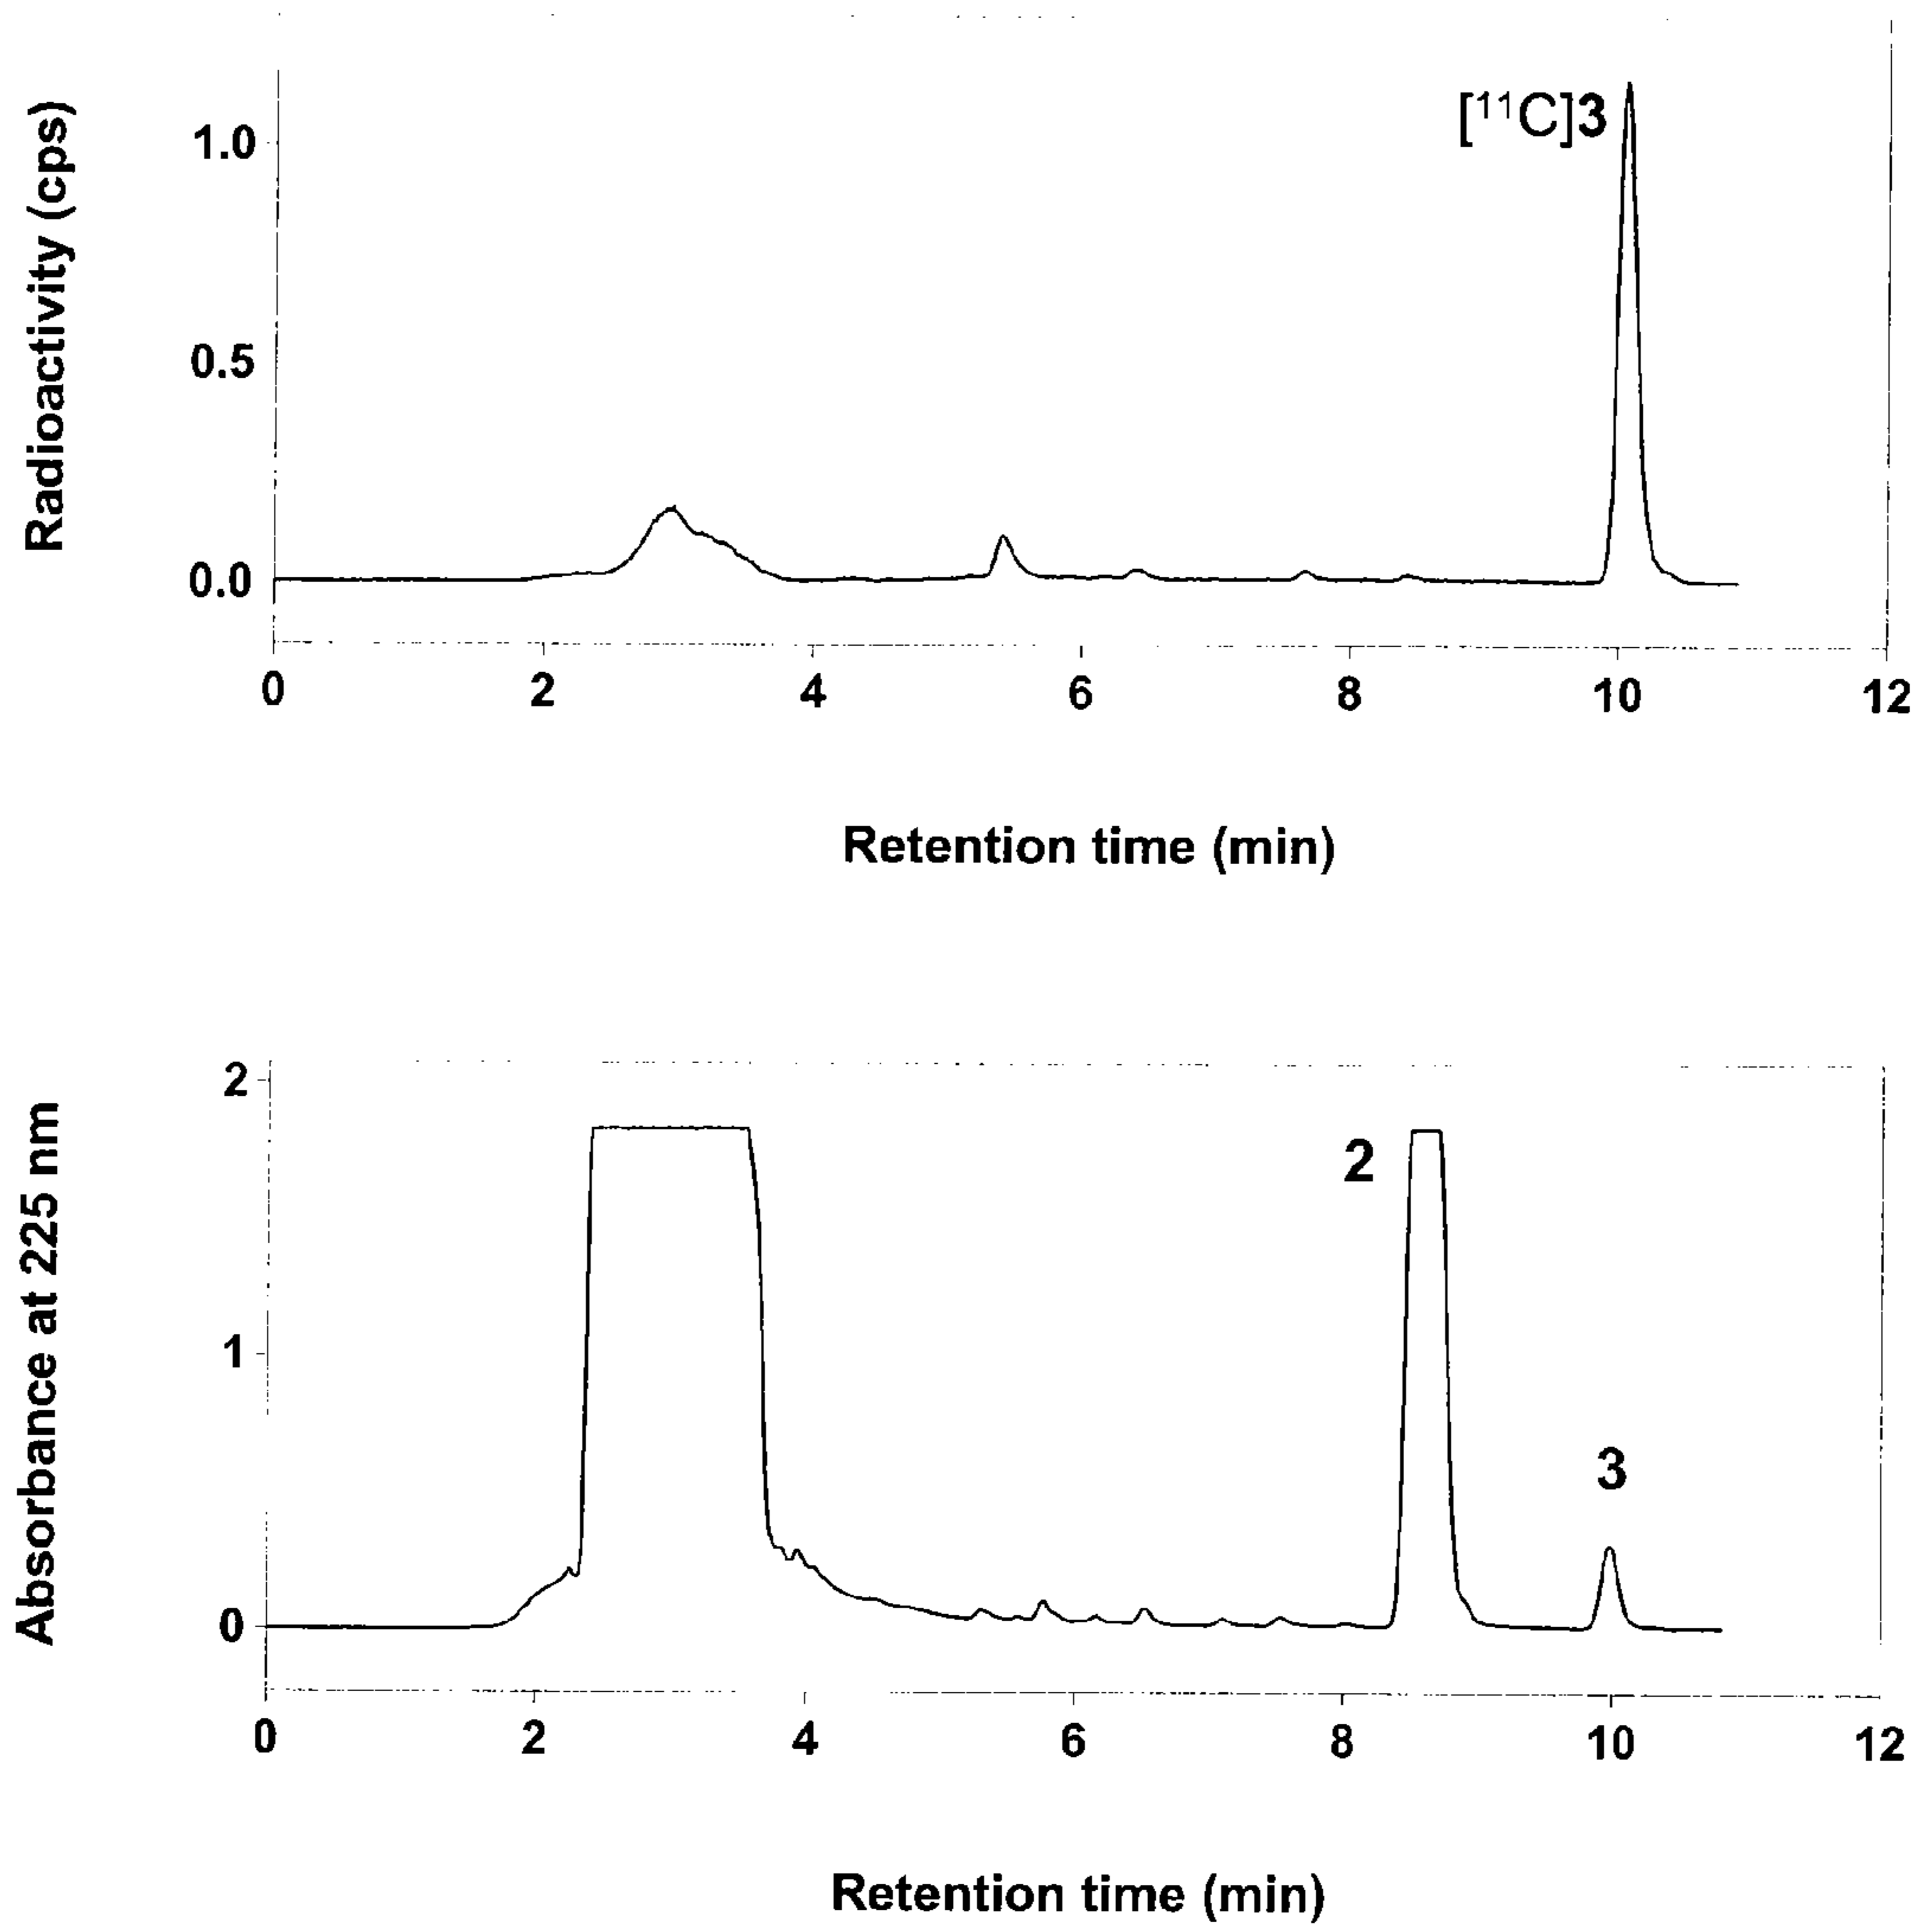 Radioactivity (cps)
1.0
0.5
0.0
[¹¹C]3
0 2 4 6 8 10 12
Retention time (min)
Absorbance at 225 nm
2
1
0
2
3
0 2 4 6 8 10 12
Retention time (min)